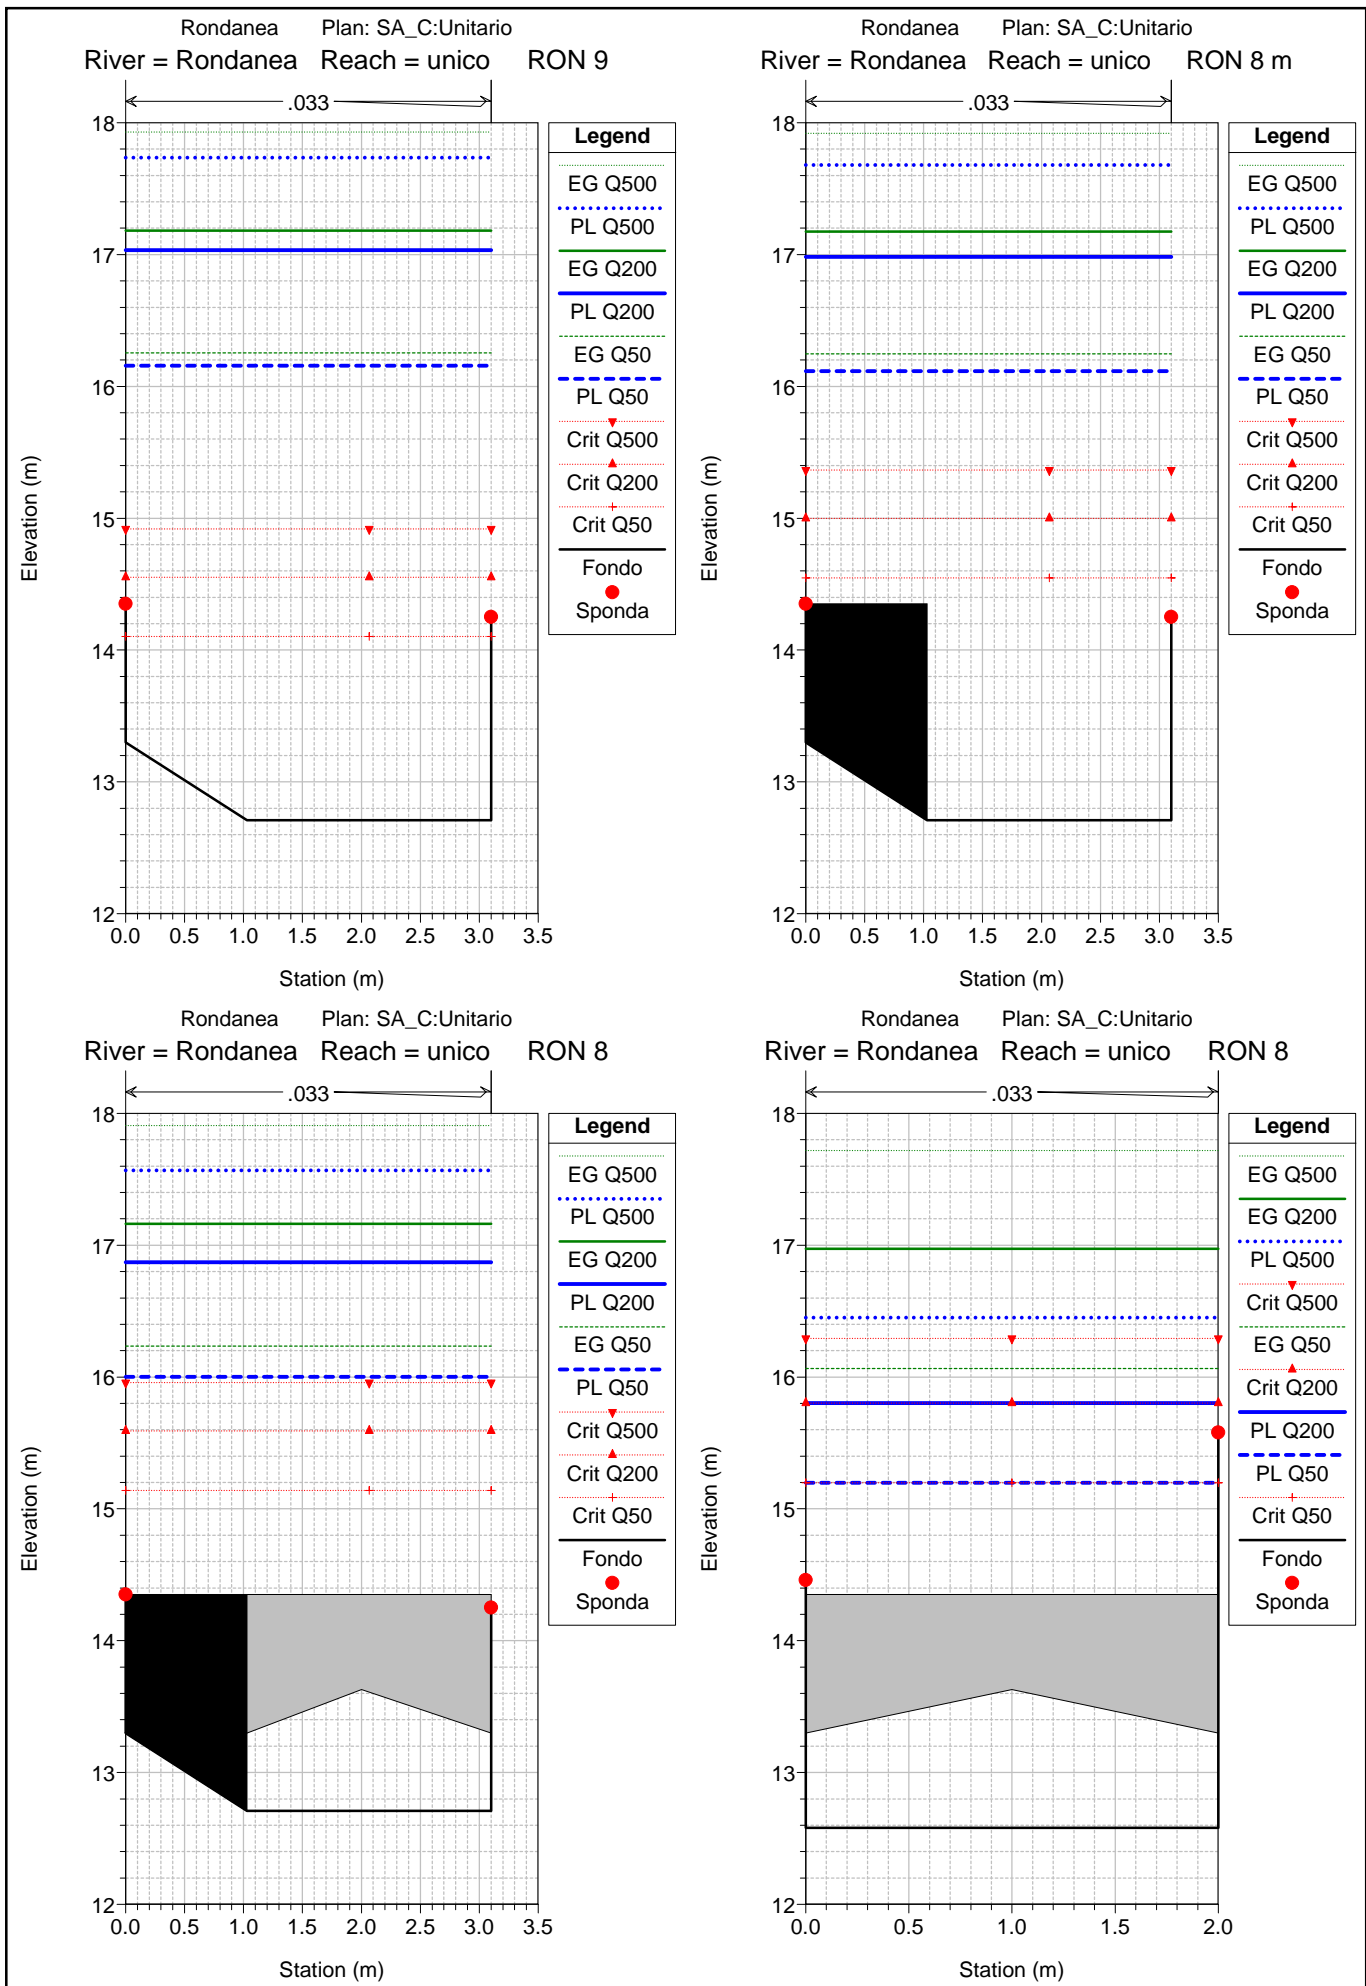 Rondanea Plan: SA_C:Unitario
River = Rondanea Reach = unico RON 9
.033
18
17
16
15
14
13
12
Elevation (m)
0.0 0.5 1.0 1.5 2.0 2.5 3.0 3.5
Station (m)
Legend
EG Q500
PL Q500
EG Q200
PL Q200
EG Q50
PL Q50
Crit Q500
Crit Q200
Crit Q50
Fondo
Sponda
Rondanea Plan: SA_C:Unitario
River = Rondanea Reach = unico RON 8 m
.033
18
17
16
15
14
13
12
Elevation (m)
0.0 0.5 1.0 1.5 2.0 2.5 3.0 3.5
Station (m)
Legend
EG Q500
PL Q500
EG Q200
PL Q200
EG Q50
PL Q50
Crit Q500
Crit Q200
Crit Q50
Fondo
Sponda
Rondanea Plan: SA_C:Unitario
River = Rondanea Reach = unico RON 8
.033
18
17
16
15
14
13
12
Elevation (m)
0.0 0.5 1.0 1.5 2.0 2.5 3.0 3.5
Station (m)
Legend
EG Q500
PL Q500
EG Q200
PL Q200
EG Q50
PL Q50
Crit Q500
Crit Q200
Crit Q50
Fondo
Sponda
Rondanea Plan: SA_C:Unitario
River = Rondanea Reach = unico RON 8
.033
18
17
16
15
14
13
12
Elevation (m)
0.0 0.5 1.0 1.5 2.0
Station (m)
Legend
EG Q500
EG Q200
PL Q500
Crit Q500
EG Q50
Crit Q200
PL Q200
PL Q50
Crit Q50
Fondo
Sponda